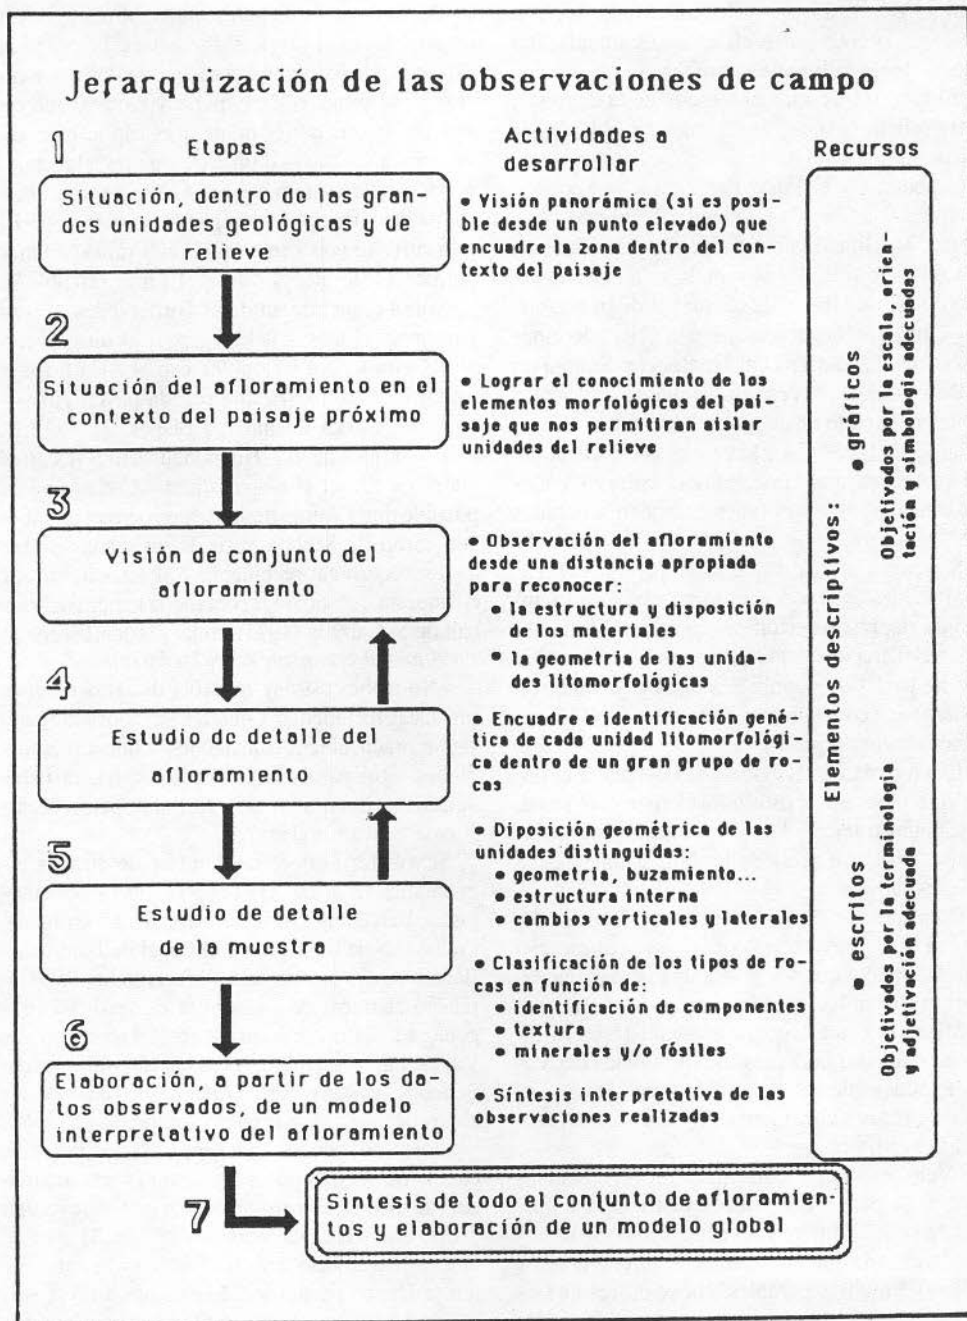 Jerarquización de las observaciones de campo
1
Etapas
Actividades a
desarrollar
Recursos
Situación, dentro de las gran-
des unidades geológicas y de
relieve
• Visión panorámica (si es posi-
ble desde un punto elevado) que
encuadre la zona dentro del con-
texto del paisaje
2
Situación del afloramiento en el
contexto del paisaje próximo
• Lograr el conocimiento de los
elementos morfológicos del pai-
saje que nos permitiran aislar
unidades del relieve
3
Visión de conjunto del
afloramiento
• Observación del afloramiento
desde una distancia apropiada
para conocer:
• la estructura y disposición
de los materiales
• la geometria de las unida-
des litomorfológicas
4
Estudio de detalle del
afloramiento
• Encuadre e identificación gené-
tica de cada unidad litomorfológi-
ca dentro de un gran grupo de ro-
cas
• Diposición geométrica de las
unidades distinguidas:
• geometria, buzamiento...
• estructura interna
• cambios verticales y laterales
5
Estudio de detalle
de la muestra
• Clasificación de los tipos de ro-
cas en función de:
• identificación de componentes
• textura
• minerales y/o fósiles
6
Elaboración, a partir de los da-
tos observados, de un modelo
interpretativo del afloramiento
• Síntesis interpretativa de las
observaciones realizadas
7
Síntesis de todo el conjunto de afloramien-
tos y elaboración de un modelo global
Elementos descriptivos:
• gráficos
Objetivados por la escala, orien-
tación y simbología adecuadas
• escritos
Objetivados por la terminología
y adjetivación adecuada